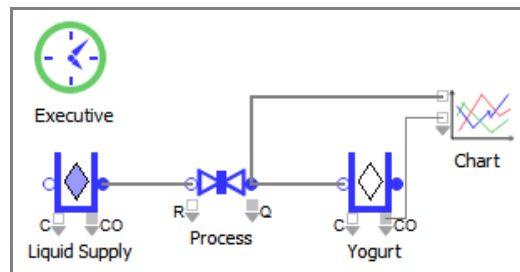 Executive
Chart
C CO
R Q
C CO
Liquid Supply
Process
Yogurt